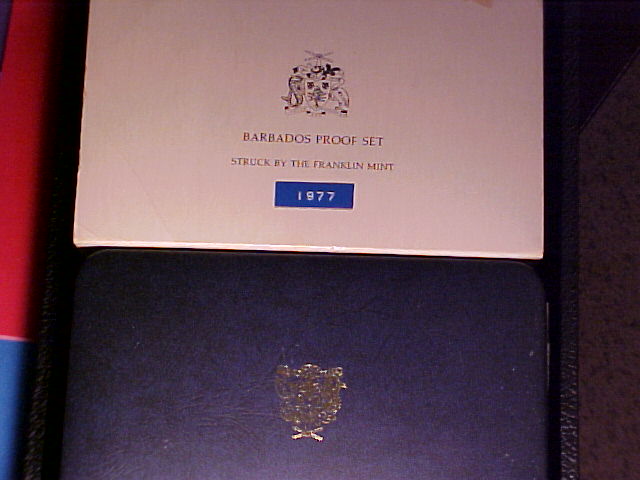 BARBADOS PROOF SET
STRUCK BY THE FRANKLIN MINT
1977